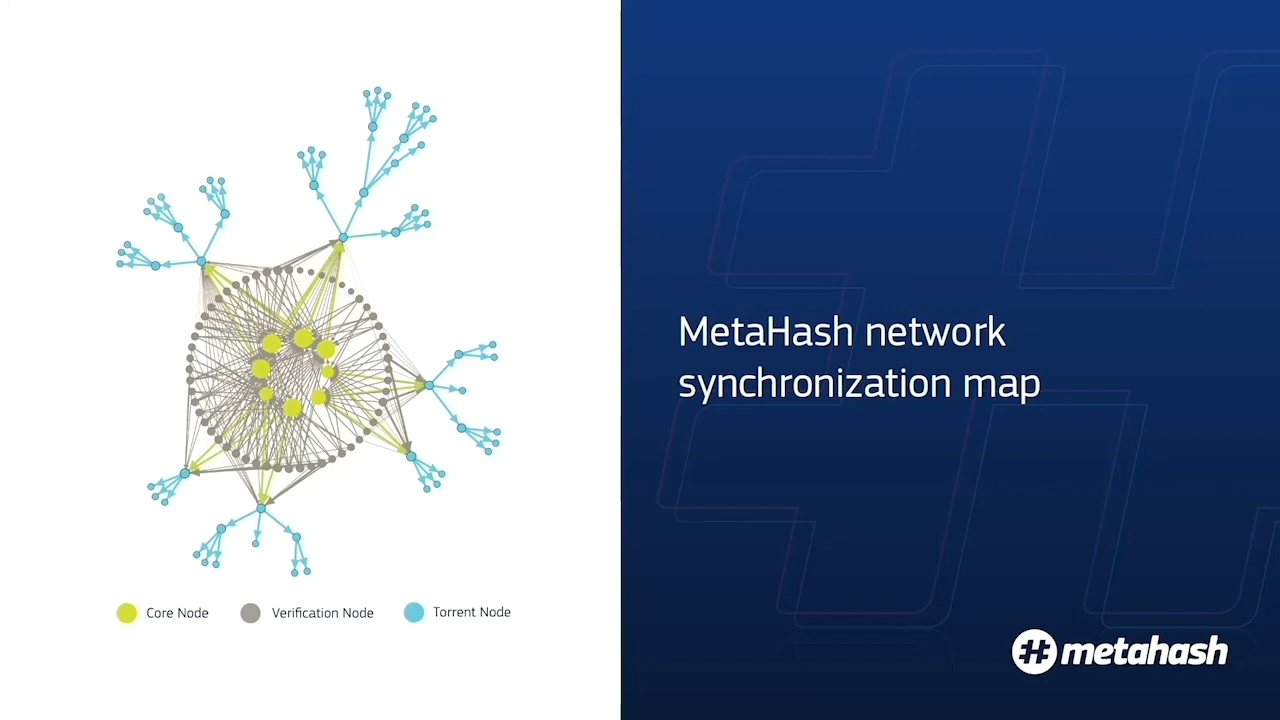 Core Node
Verification Node
Torrent Node
MetaHash network
synchronization map
metahash